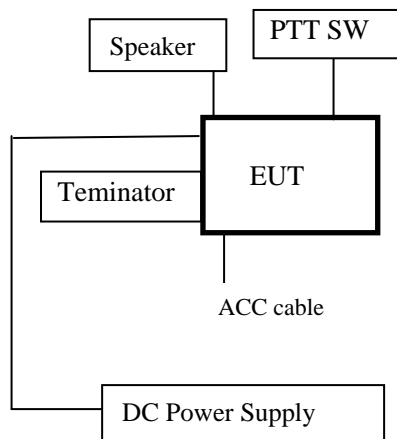 Speaker
PTT SW
EUT
Teminator
ACC cable
DC Power Supply